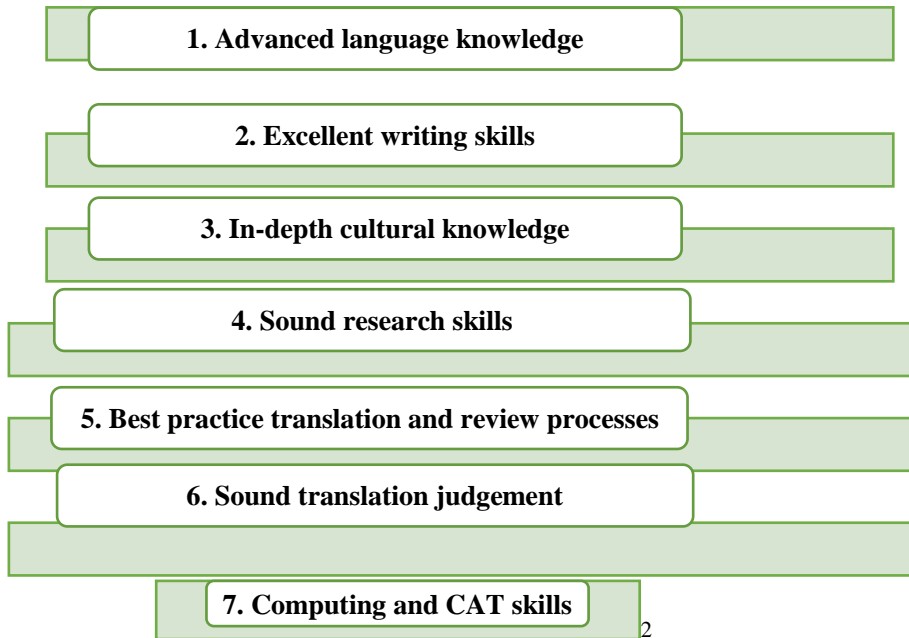 1. Advanced language knowledge
2. Excellent writing skills
3. In-depth cultural knowledge
4. Sound research skills
5. Best practice translation and review processes
6. Sound translation judgement
7. Computing and CAT skills
2